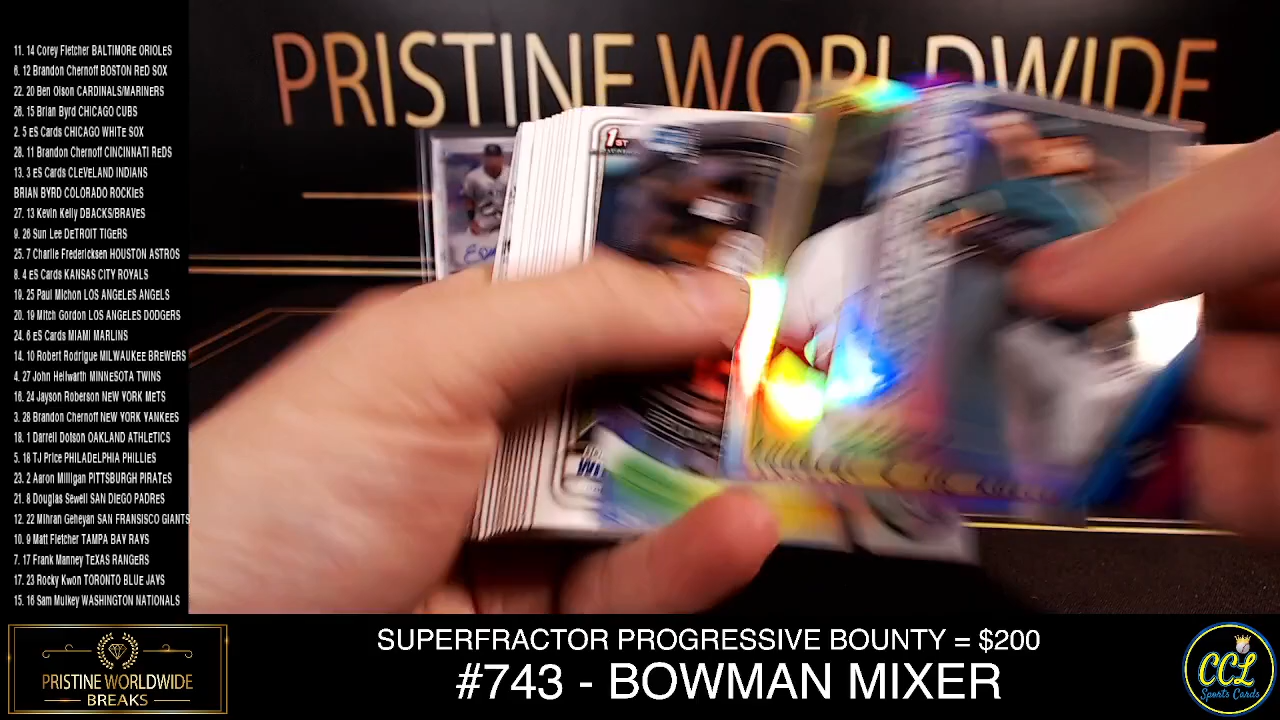 PRISTINE WORLDWIDE
11. 14 Corey Fletcher BALTIMORE ORIOLES
6. 12 Brandon Chernoff BOSTON RED SOX
22. 20 Ben Olson CARDINALS/MARINERS
26. 15 Brian Byrd CHICAGO CUBS
2. 5 eS Cards CHICAGO WHITE SOX
28. 11 Brandon Chernoff CINCINNATI REDS
13. 3 eS Cards CLEVELAND INDIANS
BRIAN BYRD COLORADO ROCKIES
27. 13 Kevin Kelly DBACKS/BRAVES
9. 26 Sun Lee DETROIT TIGERS
25. 7 Charlie Fredericksen HOUSTON ASTROS
8. 4 eS Cards KANSAS CITY ROYALS
19. 25 Paul Michon LOS ANGELES ANGELS
20. 19 Mitch Gordon LOS ANGELES DODGERS
24. 6 eS Cards MIAMI MARLINS
14. 10 Robert Rodrigue MILWAUKEE BREWERS
4. 27 John Hellwarth MINNESOTA TWINS
16. 24 Jayson Roberson NEW YORK METS
3. 28 Brandon Chernoff NEW YORK YANKEES
18. 1 Darrell Dotson OAKLAND ATHLETICS
5. 18 TJ Price PHILADELPHIA PHILLIES
23. 2 Aaron Milligan PITTSBURGH PIRATES
21. 8 Douglas Sewell SAN DIEGO PADRES
12. 22 Mihran Geheyan SAN FRANSISCO GIANTS
10. 9 Matt Fletcher TAMPA BAY RAYS
7. 17 Frank Manney TEXAS RANGERS
17. 23 Rocky Kwon TORONTO BLUE JAYS
15. 16 Sam Mulkey WASHINGTON NATIONALS
1ST
PRISTINE WORLDWIDE
BREAKS
SUPERFRACTOR PROGRESSIVE BOUNTY = $200
#743 - BOWMAN MIXER
CCL
Sports Cards